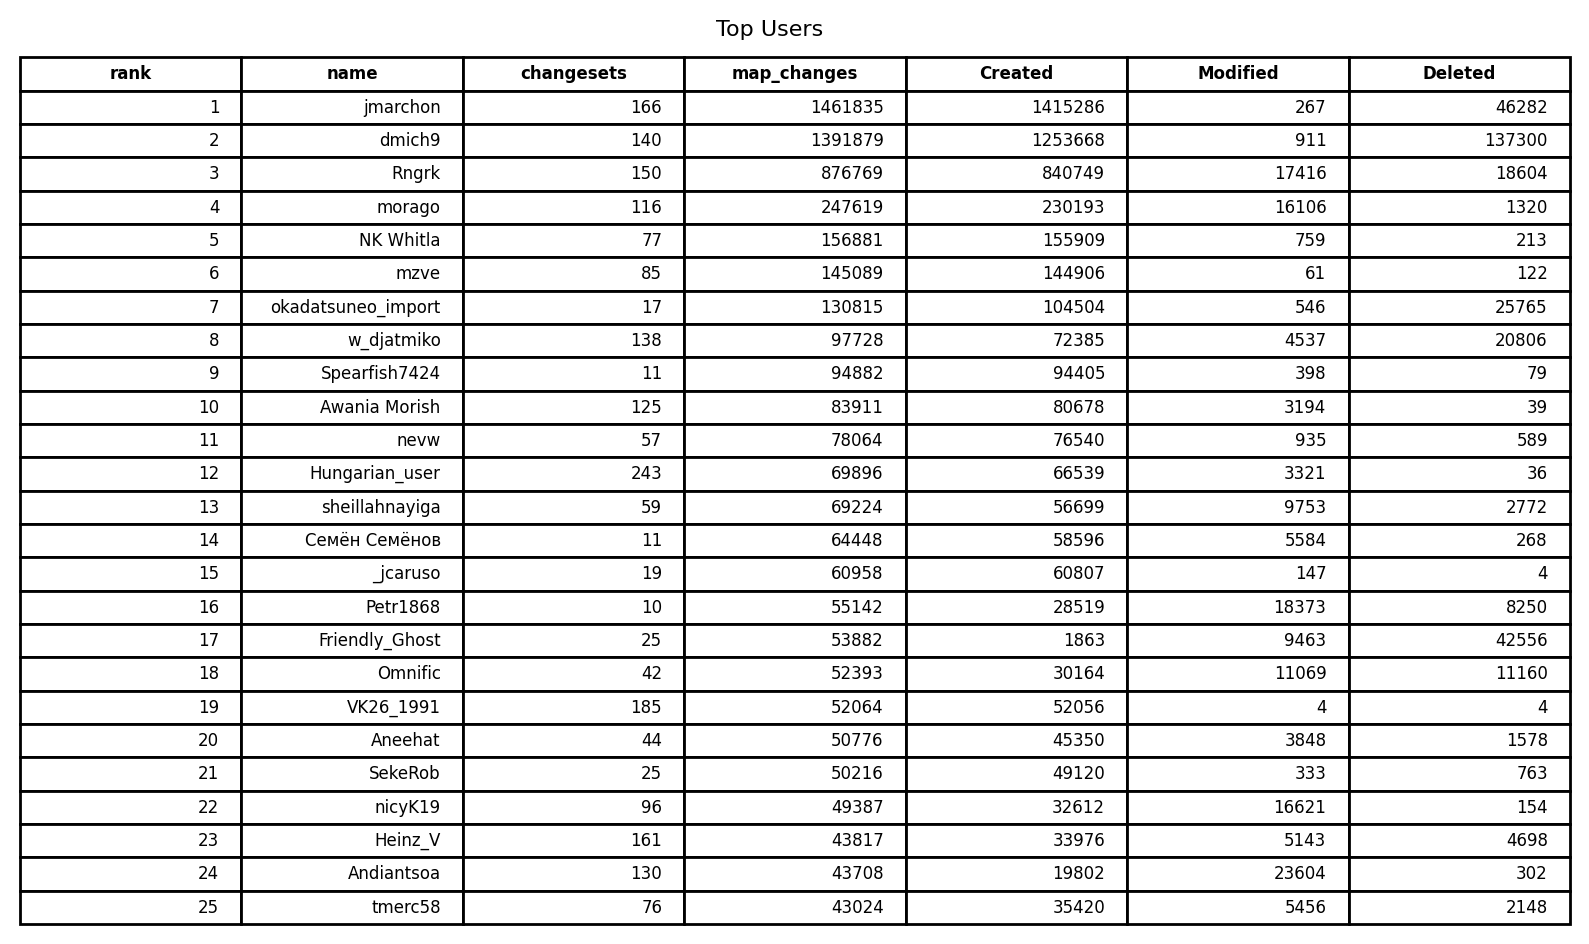 Top Users
rank name changesets map_changes Created Modified Deleted
1 jmarchon 166 1461835 1415286 267 46282
2 dmich9 140 1391879 1253668 911 137300
3 Rngrk 150 876769 840749 17416 18604
4 morago 116 247619 230193 16106 1320
5 NK Whitla 77 156881 155909 759 213
6 mzve 85 145089 144906 61 122
7 okadatsuneo_import 17 130815 104504 546 25765
8 w_djatmiko 138 97728 72385 4537 20806
9 Spearfish7424 11 94882 94405 398 79
10 Awania Morish 125 83911 80678 3194 39
11 nevw 57 78064 76540 935 589
12 Hungarian_user 243 69896 66539 3321 36
13 sheillahnayiga 59 69224 56699 9753 2772
14 Семён Семёнов 11 64448 58596 5584 268
15 _jcaruso 19 60958 60807 147 4
16 Petr1868 10 55142 28519 18373 8250
17 Friendly_Ghost 25 53882 1863 9463 42556
18 Omnific 42 52393 30164 11069 11160
19 VK26_1991 185 52064 52056 4 4
20 Aneehat 44 50776 45350 3848 1578
21 SekeRob 25 50216 49120 333 763
22 nicyK19 96 49387 32612 16621 154
23 Heinz_V 161 43817 33976 5143 4698
24 Andiantsoa 130 43708 19802 23604 302
25 tmerc58 76 43024 35420 5456 2148